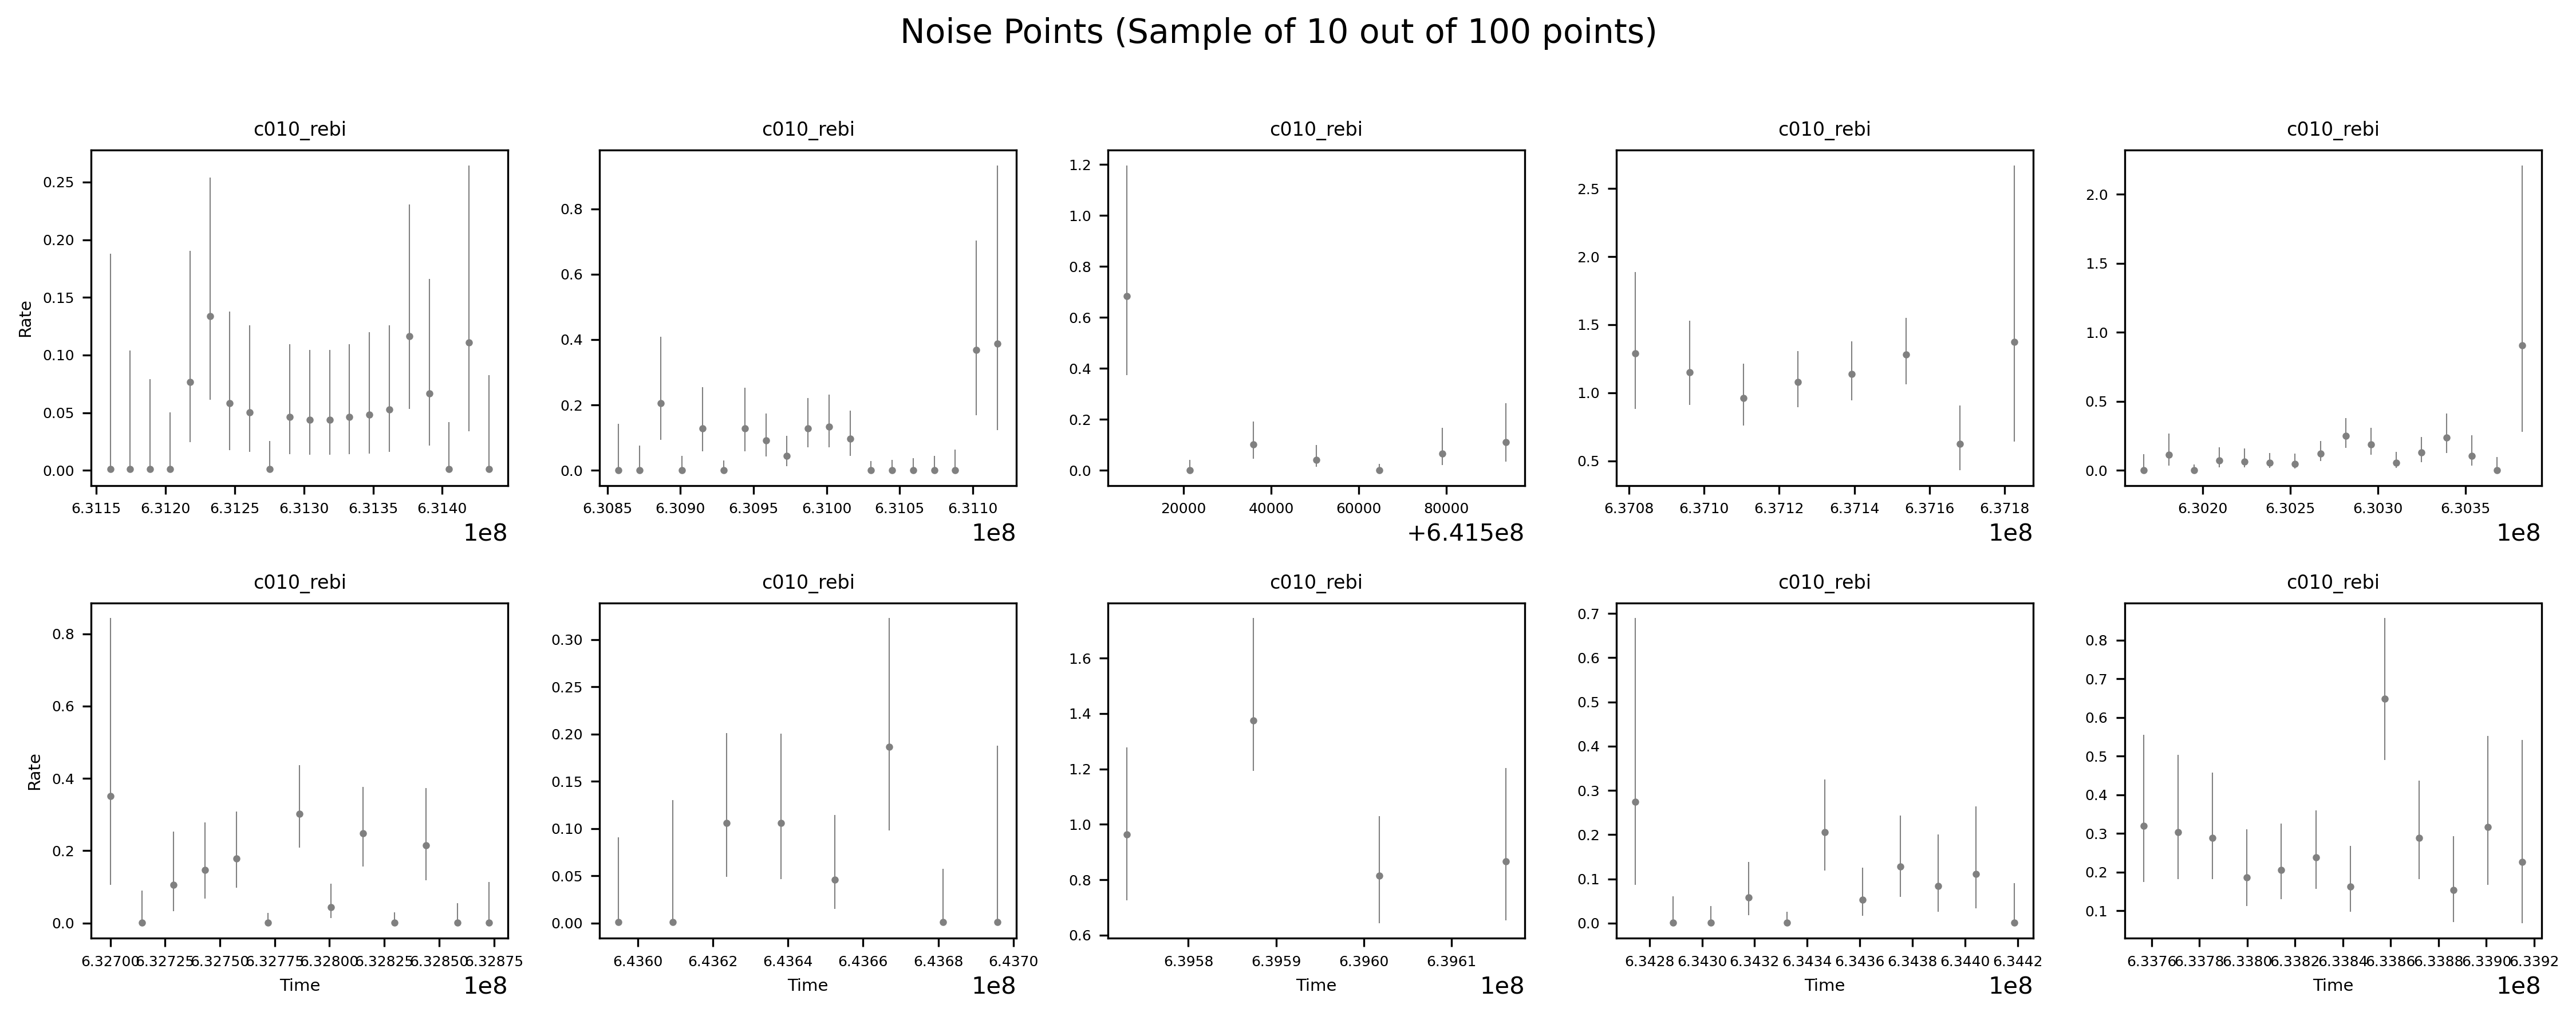 Noise Points (Sample of 10 out of 100 points)
c010_rebi c010_rebi c010_rebi c010_rebi c010_rebi
Rate
0.25 0.20 0.15 0.10 0.05 0.00
0.8 0.6 0.4 0.2 0.0
1.2 1.0 0.8 0.6 0.4 0.2 0.0
2.5 2.0 1.5 1.0 0.5
2.0 1.5 1.0 0.5 0.0
6.3115 6.3120 6.3125 6.3130 6.3135 6.3140
6.3085 6.3090 6.3095 6.3100 6.3105 6.3110
20000 40000 60000 80000
6.3708 6.3710 6.3712 6.3714 6.3716 6.3718
6.3020 6.3025 6.3030 6.3035
1e8 1e8 +6.415e8 1e8 1e8
c010_rebi c010_rebi c010_rebi c010_rebi c010_rebi
Rate
0.8 0.6 0.4 0.2 0.0
0.30 0.25 0.20 0.15 0.10 0.05 0.00
1.6 1.4 1.2 1.0 0.8 0.6
0.7 0.6 0.5 0.4 0.3 0.2 0.1 0.0
0.8 0.7 0.6 0.5 0.4 0.3 0.2 0.1
6.32700 6.32725 6.32750 6.32775 6.32800 6.32825 6.32850 6.32875
6.4360 6.4362 6.4364 6.4366 6.4368 6.4370
6.3958 6.3959 6.3960 6.3961
6.3428 6.3430 6.3432 6.3434 6.3436 6.3438 6.3440 6.3442
6.3376 6.3378 6.3380 6.3382 6.3384 6.3386 6.3388 6.3390 6.3392
Time Time Time Time Time
1e8 1e8 1e8 1e8 1e8